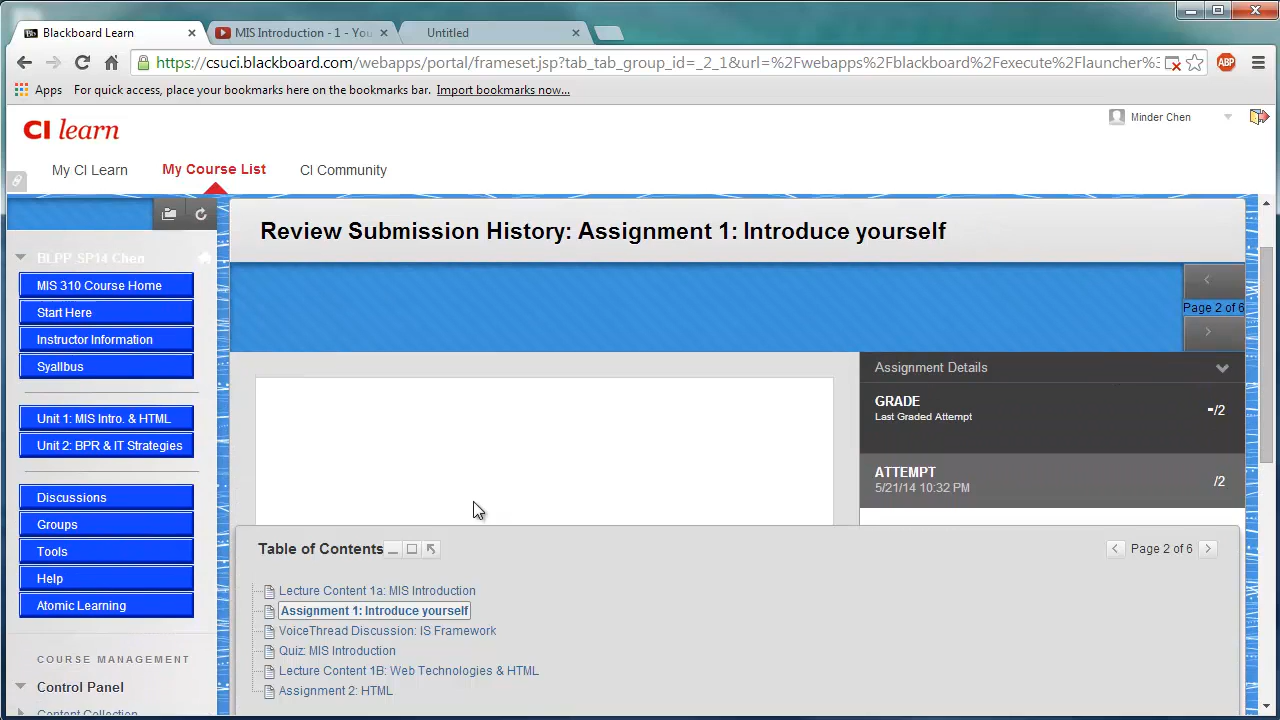 Blackboard Learn
MIS Introduction - 1 - You
Untitled
https://csuci.blackboard.com/webapps/portal/frameset.jsp?tab_tab_group_id=_2_1&url=%2Fwebapps%2Fblackboard%2Fexecute%2Flauncher%3
ABP
Apps For quick access, place your bookmarks here on the bookmarks bar. Import bookmarks now...
CI learn
Minder Chen
My CI Learn
My Course List
CI Community
BLPP SP14 Chen
MIS 310 Course Home
Start Here
Instructor Information
Syallbus
Unit 1: MIS Intro. & HTML
Unit 2: BPR & IT Strategies
Discussions
Groups
Tools
Help
Atomic Learning
COURSE MANAGEMENT
Control Panel
Content Collection
Review Submission History: Assignment 1: Introduce yourself
Page 2 of 6
Assignment Details
GRADE
Last Graded Attempt
-/2
ATTEMPT
5/21/14 10:32 PM
/2
Table of Contents
Page 2 of 6
Lecture Content 1a: MIS Introduction
Assignment 1: Introduce yourself
VoiceThread Discussion: IS Framework
Quiz: MIS Introduction
Lecture Content 1B: Web Technologies & HTML
Assignment 2: HTML